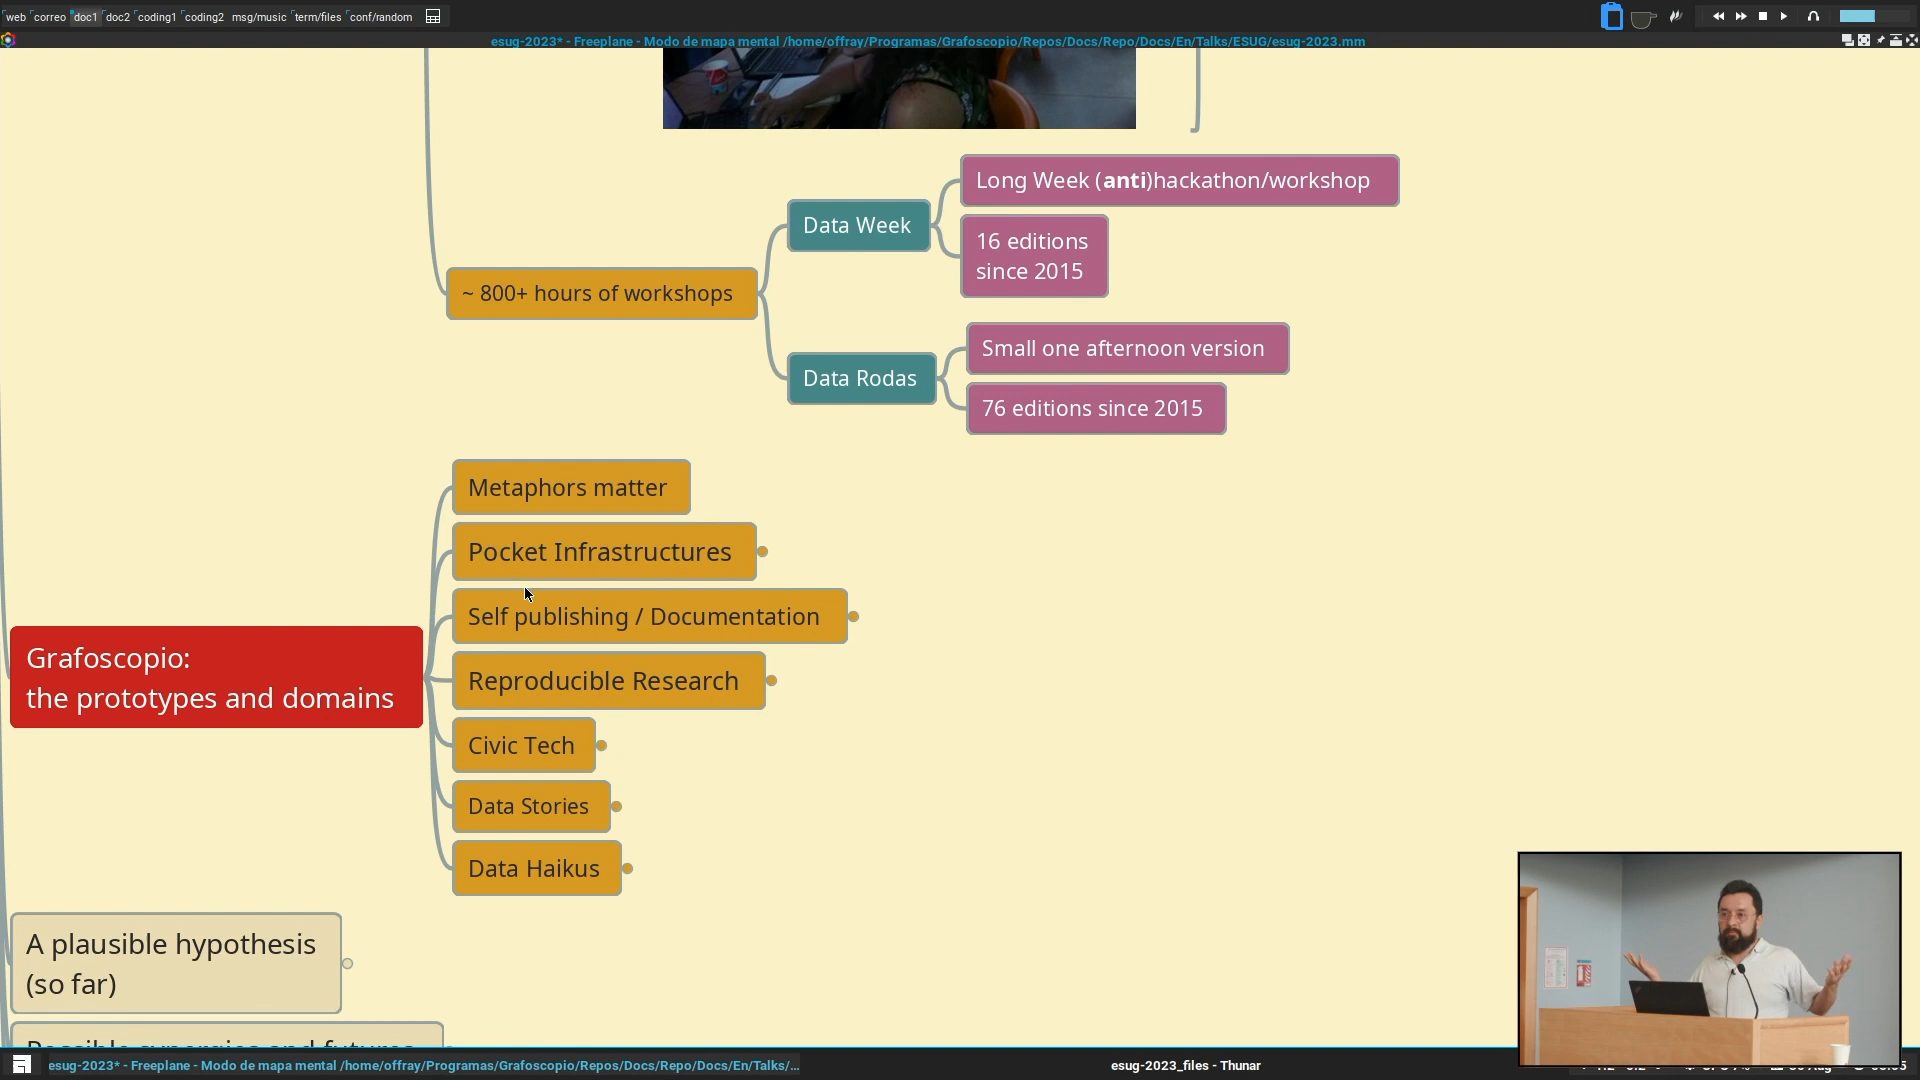 web correo doc1 doc2 coding1 coding2 msg/music term/files conf/random
esug-2023* - Freeplane - Modo de mapa mental /home/offray/Programas/Grafoscopio/Repos/Docs/Repo/Docs/En/Talks/ESUG/esug-2023.mm
Long Week (anti)hackathon/workshop
Data Week
16 editions
since 2015
~ 800+ hours of workshops
Small one afternoon version
Data Rodas
76 editions since 2015
Metaphors matter
Pocket Infrastructures
Self publishing / Documentation
Grafoscopio:
the prototypes and domains
Reproducible Research
Civic Tech
Data Stories
Data Haikus
A plausible hypothesis
(so far)
Possible synergies and futures
esug-2023* - Freeplane - Modo de mapa mental /home/offray/Programas/Grafoscopio/Repos/Docs/Repo/Docs/En/Talks/...
esug-2023_files - Thunar